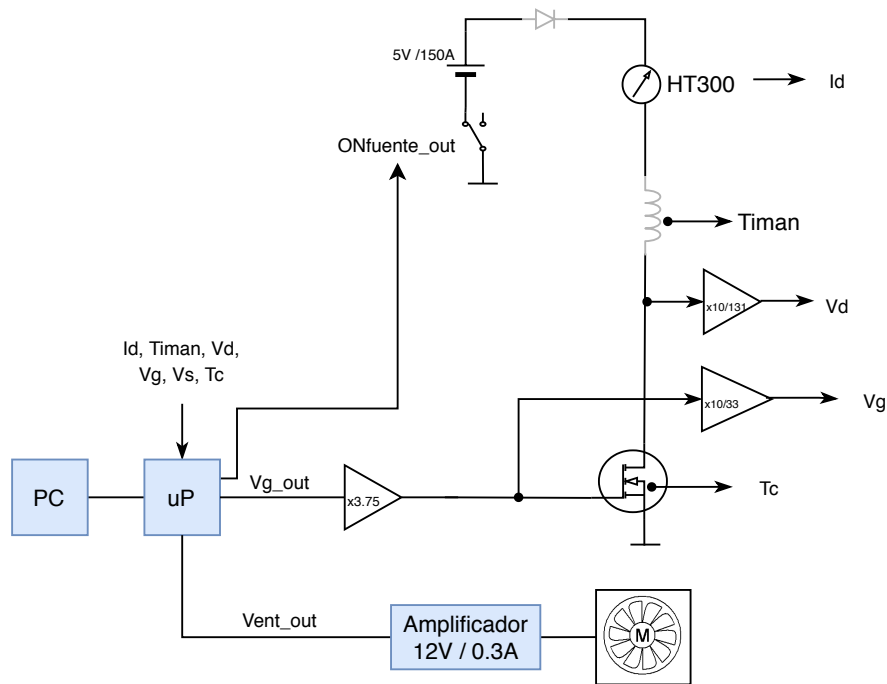 5V /150A
HT300
Id
ONfuente_out
Timan
x10/131
Vd
Id, Timan, Vd,
Vg, Vs, Tc
x10/33
Vg
PC
uP
Vg_out
x3.75
Tc
Vent_out
Amplificador
12V / 0.3A
M